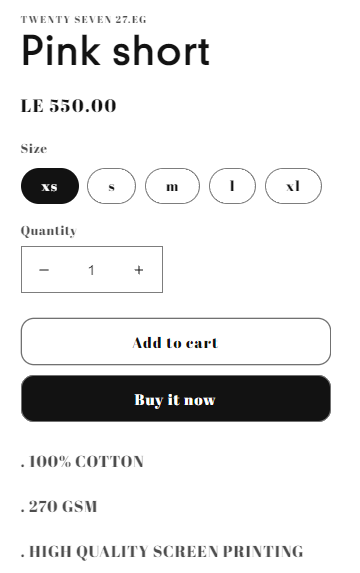 TWENTY SEVEN 27.EG
Pink short
LE 550.00
Size
xs s m l xl
Quantity
− 1 +
Add to cart
Buy it now
. 100% COTTON
. 270 GSM
. HIGH QUALITY SCREEN PRINTING